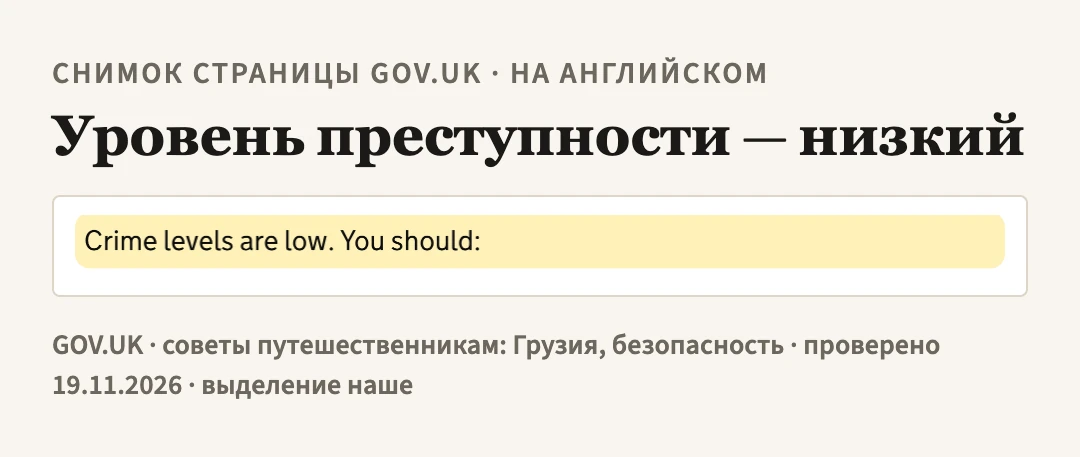 СНИМОК СТРАНИЦЫ GOV.UK · НА АНГЛИЙСКОМ
Уровень преступности — низкий
Crime levels are low. You should:
GOV.UK · советы путешественникам: Грузия, безопасность · проверено
19.11.2026 · выделение наше